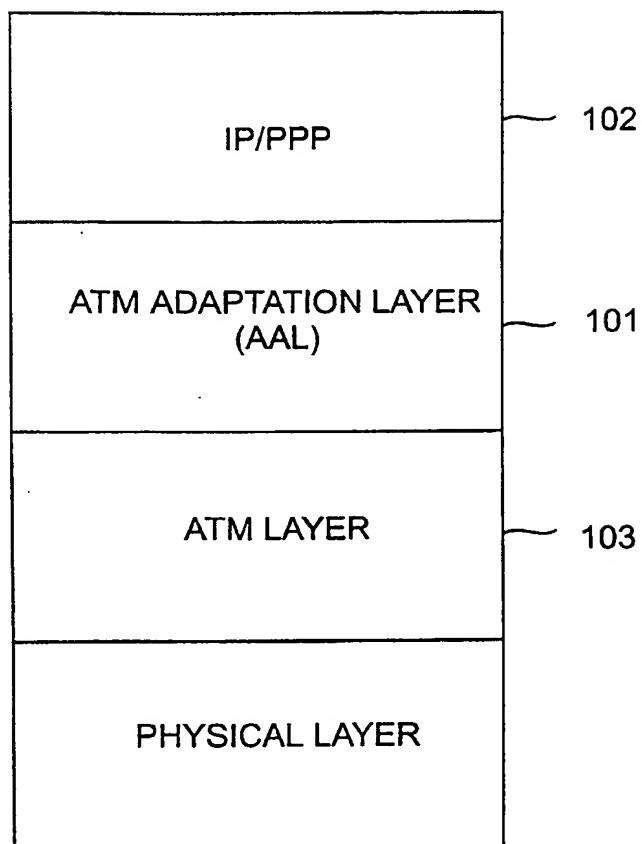 IP/PPP
102
ATM ADAPTATION LAYER
(AAL)
101
ATM LAYER
103
PHYSICAL LAYER